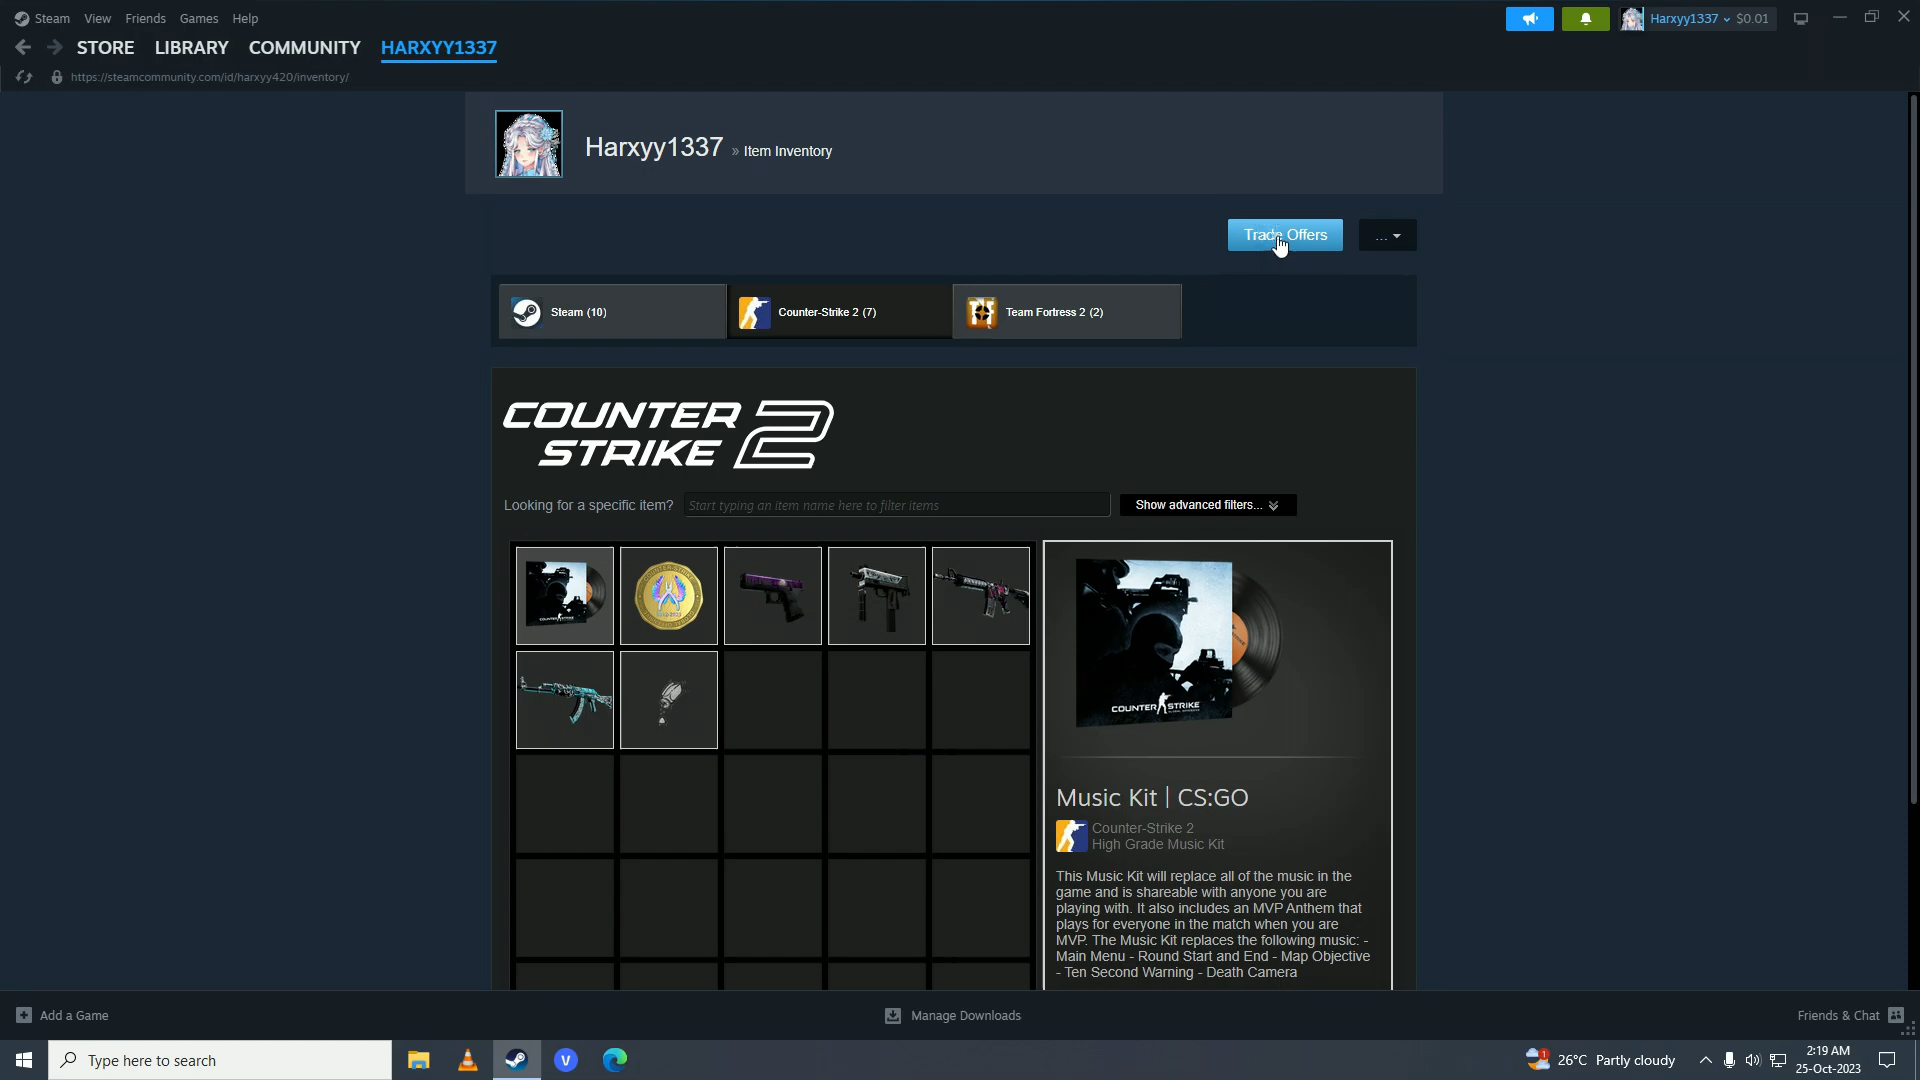 Steam View Friends Games Help
Harxyy1337 $0.01
STORE LIBRARY COMMUNITY HARXYY1337
https://steamcommunity.com/id/harxyy420/inventory/
Harxyy1337 » Item Inventory
Trade Offers ...
Steam (10) Counter-Strike 2 (7) Team Fortress 2 (2)
COUNTER
STRIKE 2
Looking for a specific item? Start typing an item name here to filter items Show advanced filters...
COUNTER STRIKE
Music Kit | CS:GO
Counter-Strike 2
High Grade Music Kit
This Music Kit will replace all of the music in the
game and is shareable with anyone you are
playing with. It also includes an MVP Anthem that
plays for everyone in the match when you are
MVP. The Music Kit replaces the following music: -
Main Menu - Round Start and End - Map Objective
- Ten Second Warning - Death Camera
Add a Game Manage Downloads Friends & Chat
Type here to search
V
1 26°C Partly cloudy
2:19 AM
25-Oct-2023